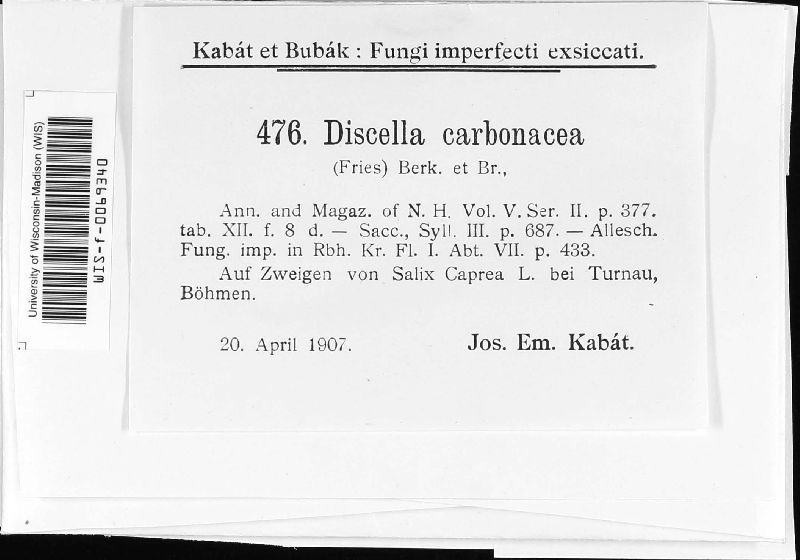 Kabát et Bubák : Fungi imperfecti exsiccati.
476. Discella carbonacea
(Fries) Berk. et Br.,
Ann. and Magaz. of N. H. Vol. V. Ser. II. p. 377.
tab. XII. f. 8 d. — Sacc., Syll. III. p. 687. — Allesch.
Fung. imp. in Rbh. Kr. Fl. I. Abt. VII. p. 433.
Auf Zweigen von Salix Caprea L. bei Turnau,
Böhmen.
20. April 1907.
Jos. Em. Kabát.
University of Wisconsin-Madison (WIS)
WIS-f-0069340